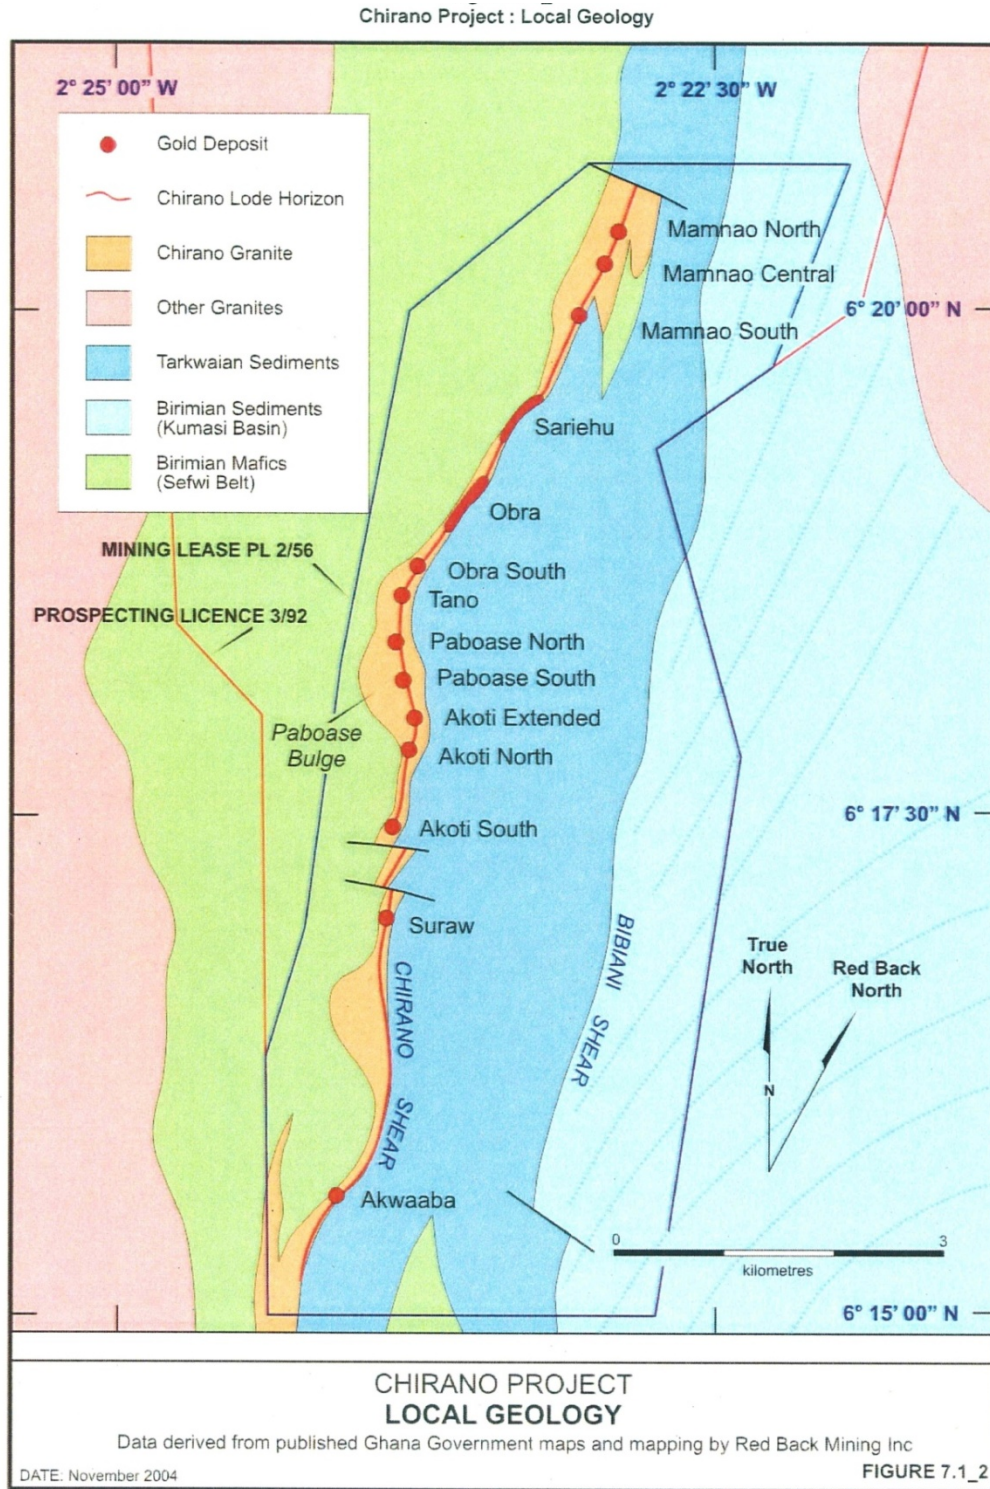 Chirano Project : Local Geology
2° 25' 00" W
2° 22' 30" W
Gold Deposit
Chirano Lode Horizon
Chirano Granite
Other Granites
Tarkwaian Sediments
Birimian Sediments
(Kumasi Basin)
Birimian Mafics
(Sefwi Belt)
Mamnao North
Mamnao Central
6° 20' 00" N
Mamnao South
Sariehu
Obra
MINING LEASE PL 2/56
Obra South
Tano
PROSPECTING LICENCE 3/92
Paboase North
Paboase South
Akoti Extended
Paboase
Bulge
Akoti North
6° 17' 30" N
Akoti South
Suraw
BIBIANI SHEAR
CHIRANO SHEAR
True
North
Red Back
North
N
Akwaaba
0 3
kilometres
6° 15' 00" N
CHIRANO PROJECT
LOCAL GEOLOGY
Data derived from published Ghana Government maps and mapping by Red Back Mining Inc
DATE: November 2004
FIGURE 7.1_2